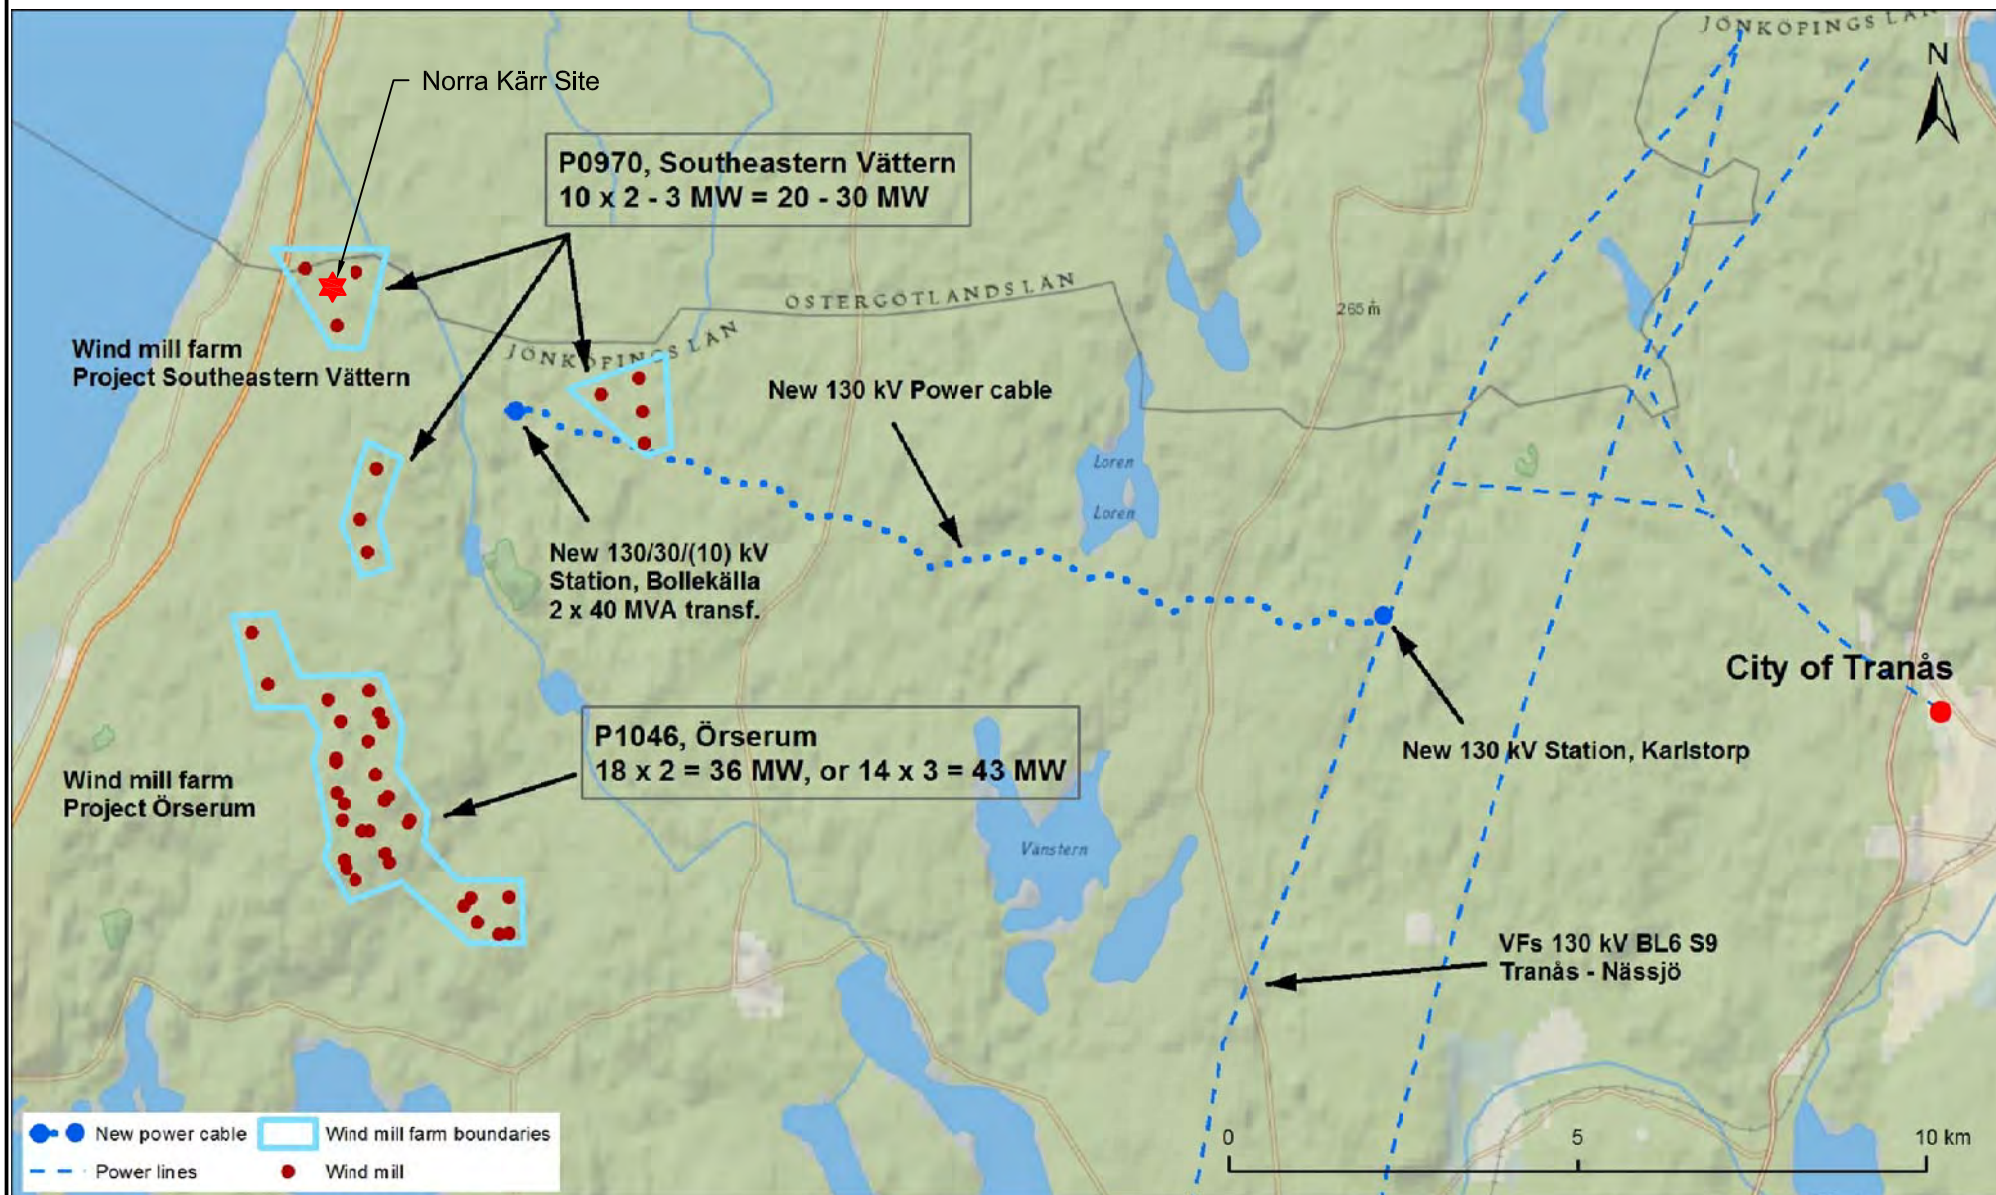 JÖNKÖPINGS LÄN
N
Norra Kärr Site
P0970, Southeastern Vättern
10 x 2 - 3 MW = 20 - 30 MW
ÖSTERGÖTLANDS LÄN
265 m
JÖNKÖPINGS LÄN
Wind mill farm
Project Southeastern Vättern
New 130 kV Power cable
Loren
Loren
New 130/30/(10) kV
Station, Bollekälla
2 x 40 MVA transf.
City of Tranås
P1046, Örserum
18 x 2 = 36 MW, or 14 x 3 = 43 MW
New 130 kV Station, Karlstorp
Wind mill farm
Project Örserum
Vänstern
VFs 130 kV BL6 S9
Tranås - Nässjö
New power cable
Wind mill farm boundaries
Power lines
Wind mill
0 5 10 km